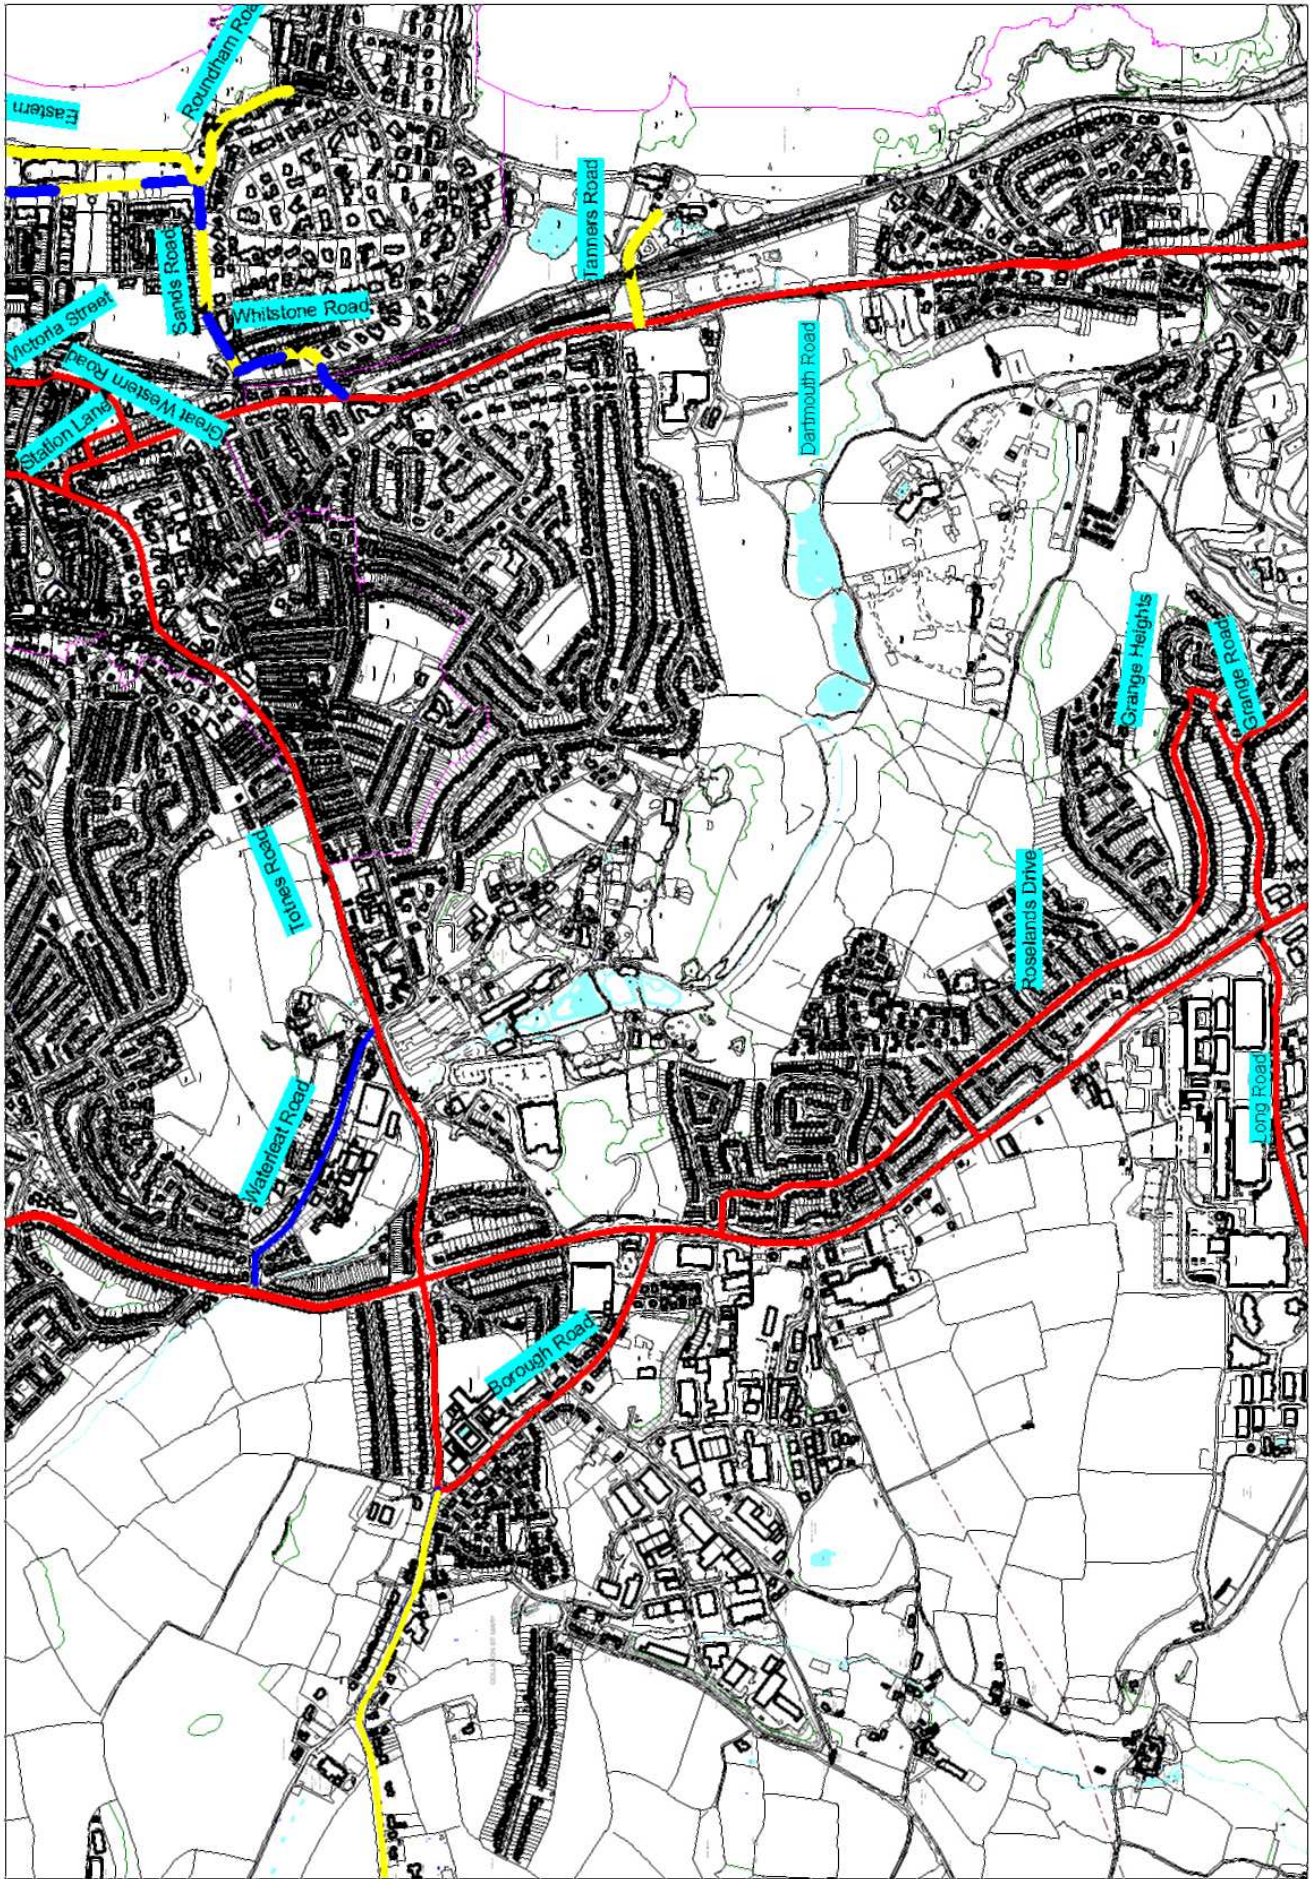 Roundham Roa
Eastern
Sands Road
Whitstone Road
Victoria Street
Great Western Road
Station Lane
Tanners Road
Dartmouth Road
Grange Heights
Grange Road
Totnes Road
Roselands Drive
Waterleat Road
Long Road
Borough Road